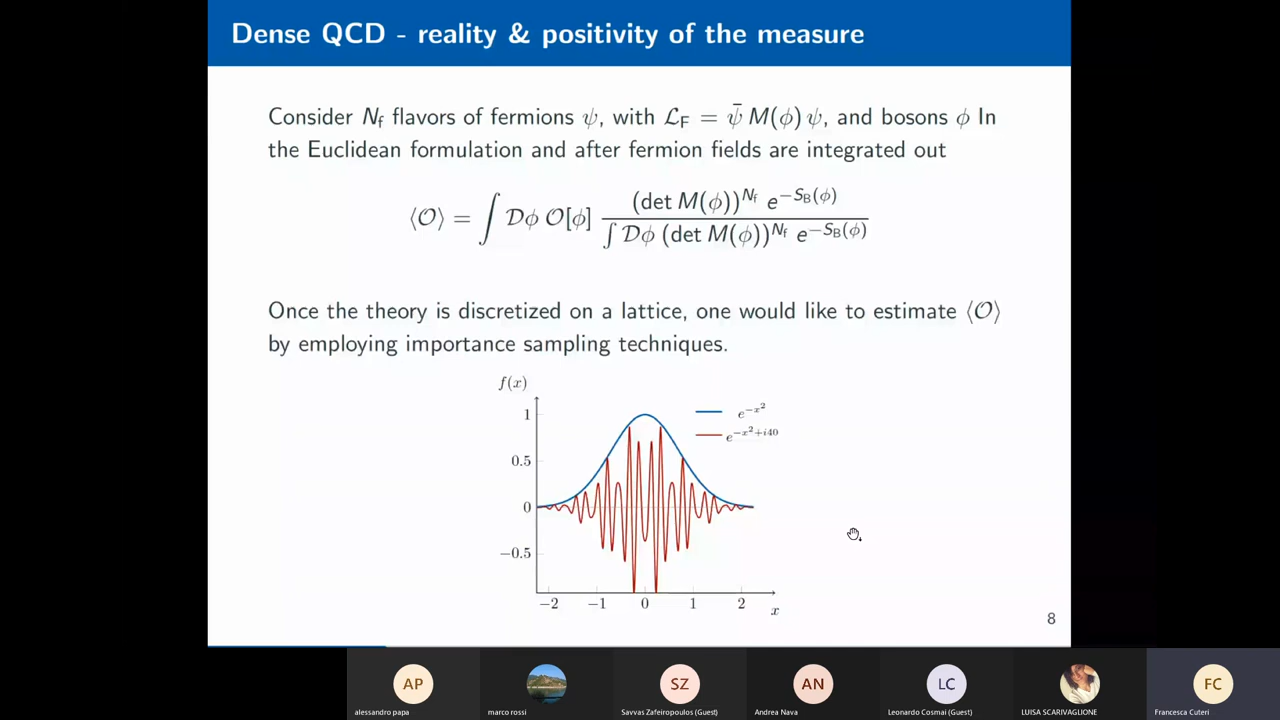 Dense QCD - reality & positivity of the measure
Consider N_f flavors of fermions ψ, with ℒ_F = ψ̄ M(ϕ) ψ, and bosons ϕ In
the Euclidean formulation and after fermion fields are integrated out
⟨𝒪⟩ = ∫ 𝒟ϕ 𝒪[ϕ] (det M(ϕ))^{N_f} e^{−S_B(ϕ)} / ∫ 𝒟ϕ (det M(ϕ))^{N_f} e^{−S_B(ϕ)}
Once the theory is discretized on a lattice, one would like to estimate ⟨𝒪⟩
by employing importance sampling techniques.
f(x)
e^{−x^2}
e^{−x^2+i40}
1
0.5
0
−0.5
−2 −1 0 1 2
x
8
AP
SZ
AN
LC
FC
alessandro papa
marco rossi
Savvas Zafeiropoulos (Guest)
Andrea Nava
Leonardo Cosmai (Guest)
LUISA SCARIVAGLIONE
Francesca Cuteri